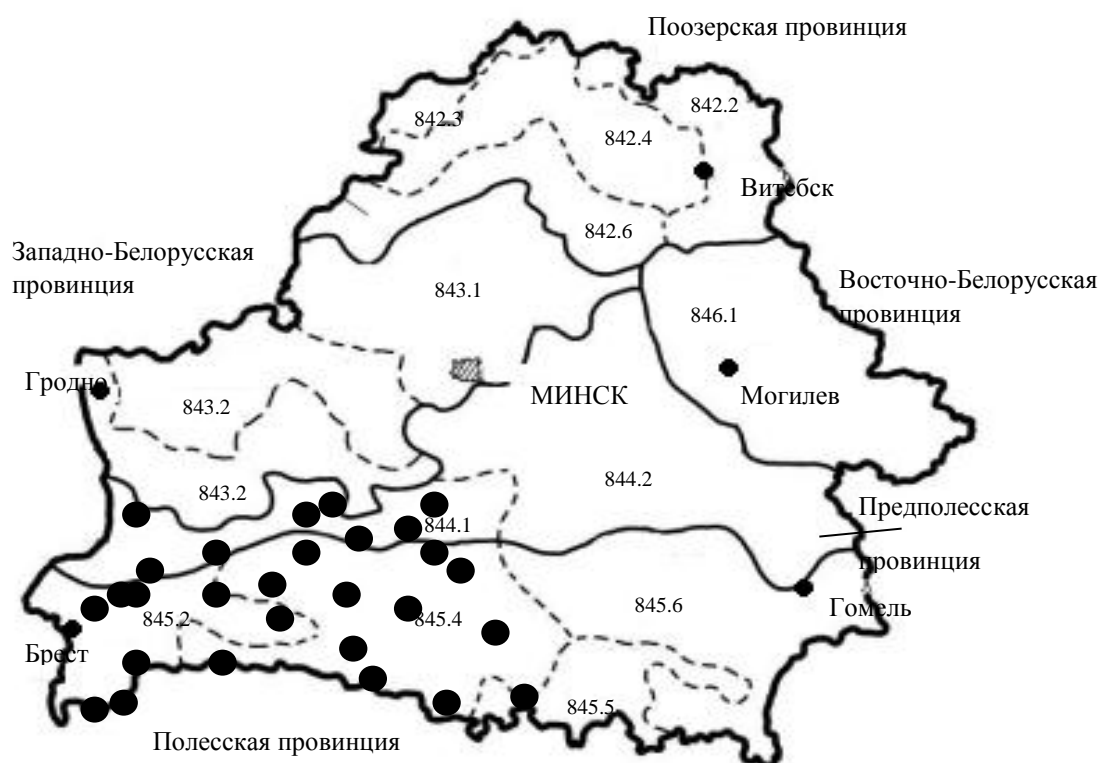 Поозерская провинция
842.2
842.3
842.4
Витебск
842.6
Западно-Белорусская
провинция
843.1
Восточно-Белорусская
провинция
846.1
Гродно
МИНСК
Могилев
843.2
844.2
843.2
844.1
Предполесская
провинция
845.6
Гомель
845.2
845.4
Брест
845.5
Полесская провинция